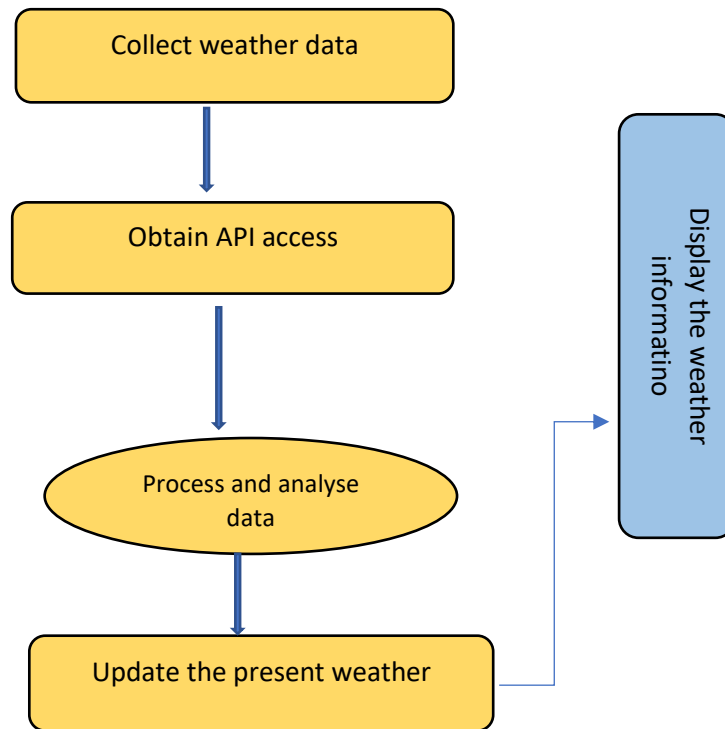 Collect weather data
Obtain API access
Process and analyse
data
Update the present weather
Display the weather
informatino